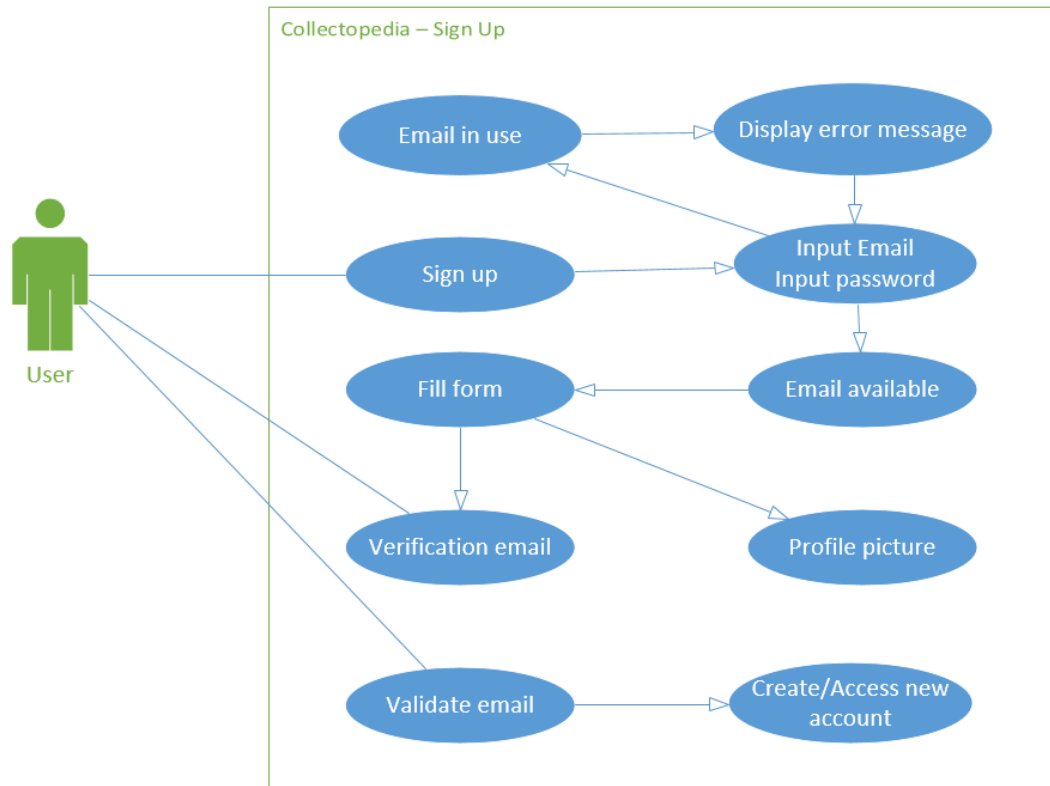 Collectopedia – Sign Up
Email in use
Display error message
Input Email
Input password
Sign up
User
Fill form
Email available
Verification email
Profile picture
Validate email
Create/Access new
account